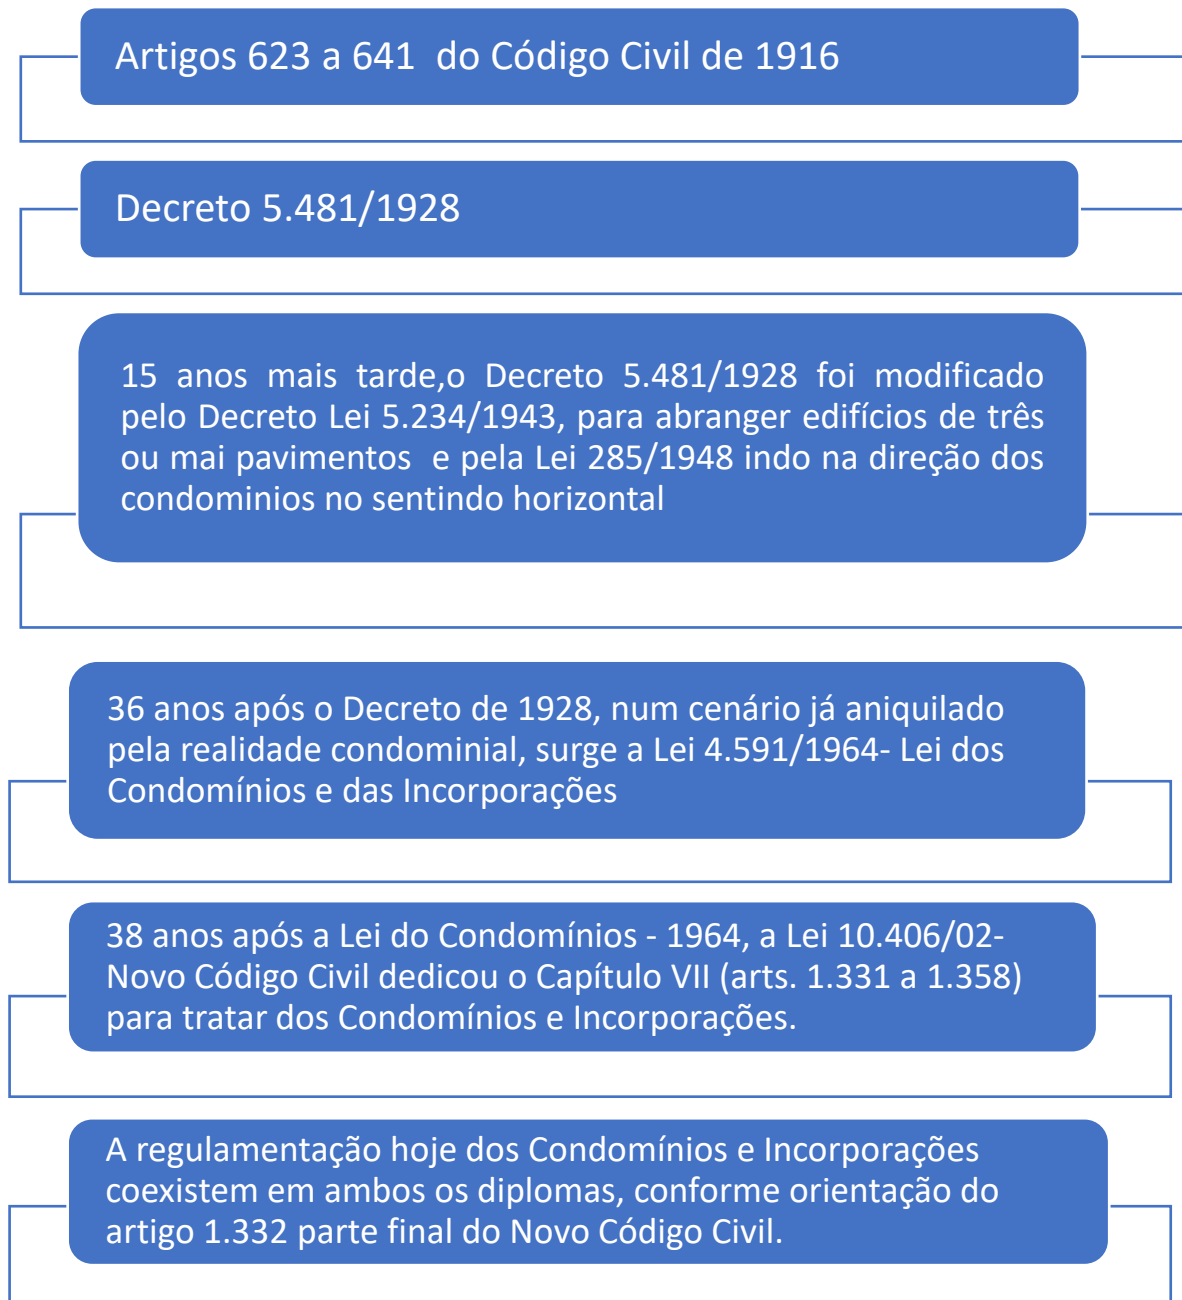 Artigos 623 a 641 do Código Civil de 1916
Decreto 5.481/1928
15 anos mais tarde,o Decreto 5.481/1928 foi modificado
pelo Decreto Lei 5.234/1943, para abranger edifícios de três
ou mai pavimentos e pela Lei 285/1948 indo na direção dos
condominios no sentindo horizontal
36 anos após o Decreto de 1928, num cenário já aniquilado
pela realidade condominial, surge a Lei 4.591/1964- Lei dos
Condomínios e das Incorporações
38 anos após a Lei do Condomínios - 1964, a Lei 10.406/02-
Novo Código Civil dedicou o Capítulo VII (arts. 1.331 a 1.358)
para tratar dos Condomínios e Incorporações.
A regulamentação hoje dos Condomínios e Incorporações
coexistem em ambos os diplomas, conforme orientação do
artigo 1.332 parte final do Novo Código Civil.